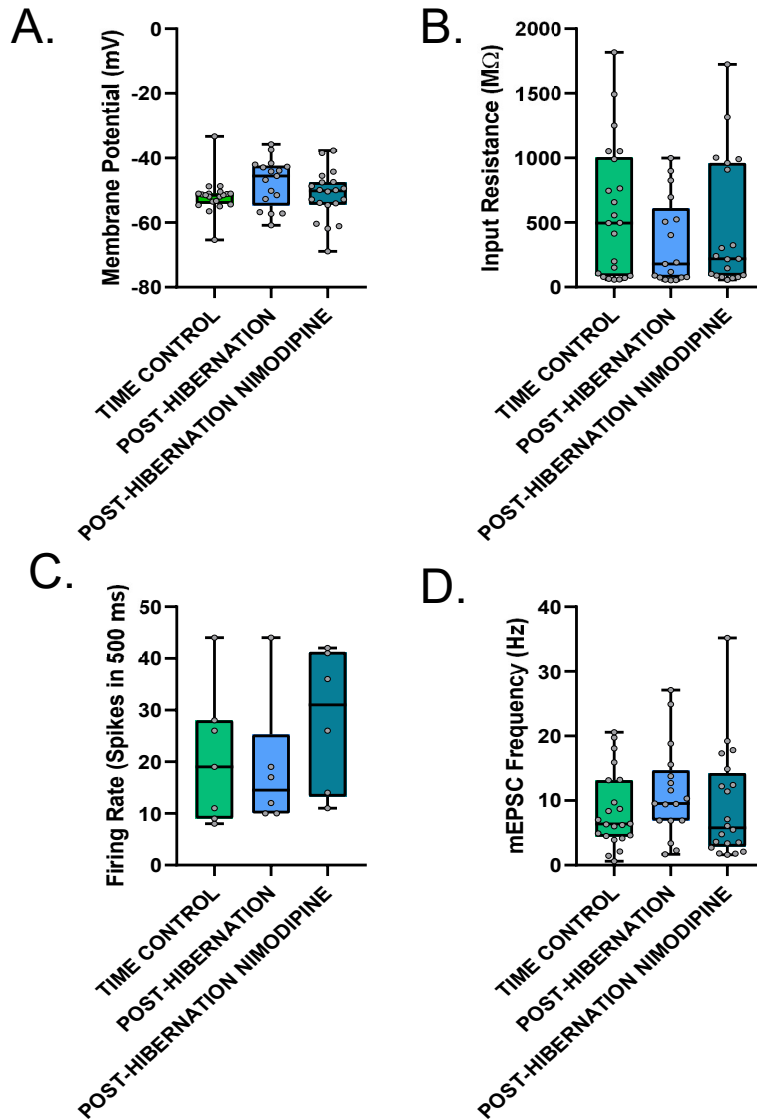 A.
Membrane Potential (mV)
-0
-20
-40
-60
-80
TIME CONTROL
POST-HIBERNATION
POST-HIBERNATION NIMODIPINE
B.
Input Resistance (MΩ)
2000
1500
1000
500
0
TIME CONTROL
POST-HIBERNATION
POST-HIBERNATION NIMODIPINE
C.
Firing Rate (Spikes in 500 ms)
50
40
30
20
10
0
TIME CONTROL
POST-HIBERNATION
POST-HIBERNATION NIMODIPINE
D.
mEPSC Frequency (Hz)
40
30
20
10
0
TIME CONTROL
POST-HIBERNATION
POST-HIBERNATION NIMODIPINE